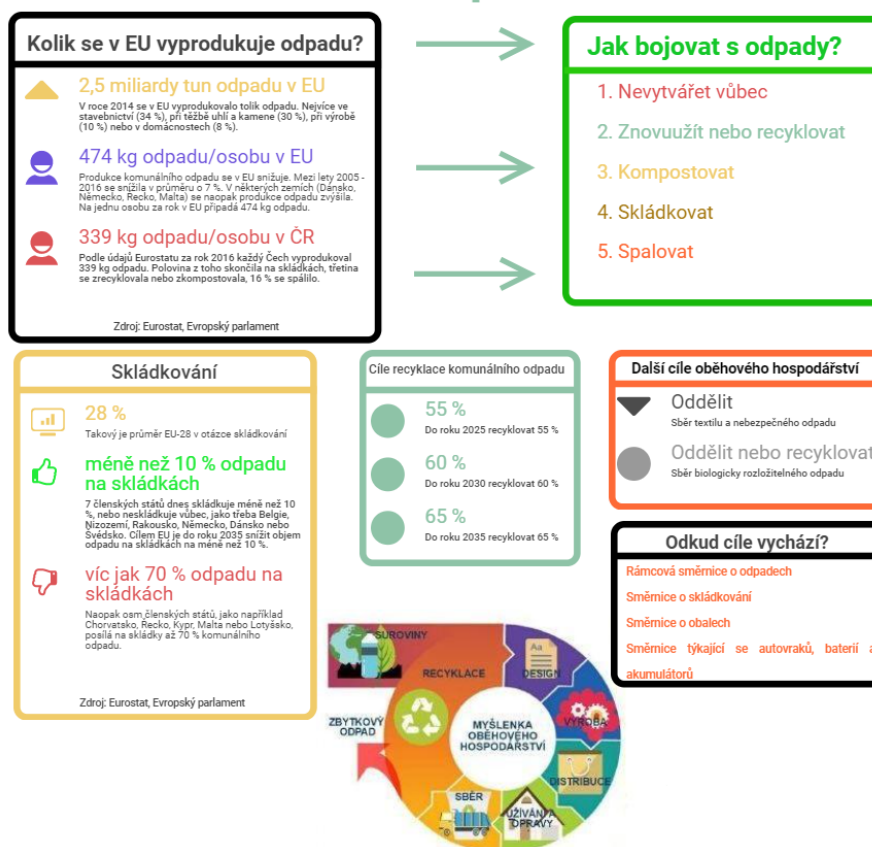 Kolik se v EU vyprodukuje odpadu?
2,5 miliardy tun odpadu v EU
V roce 2014 se v EU vyprodukovalo tolik odpadu. Nejvíce ve
stavebnictví (34 %), při těžbě uhlí a kamene (30 %), při výrobě
(10 %) nebo v domácnostech (8 %).
474 kg odpadu/osobu v EU
Produkce komunálního odpadu se v EU snižuje. Mezi lety 2005 -
2016 se snížila v průměru o 7 %. V některých zemích (Dánsko,
Německo, Řecko, Malta) se naopak produkce odpadu zvýšila.
Na jednu osobu za rok v EU připadá 474 kg odpadu.
339 kg odpadu/osobu v ČR
Podle údajů Eurostatu za rok 2016 každý Čech vyprodukoval
339 kg odpadu. Polovina z toho skončila na skládkách, třetina
se zrecyklovala nebo zkompostovala, 16 % se spálilo.
Zdroj: Eurostat, Evropský parlament
Jak bojovat s odpady?
1. Nevytvářet vůbec
2. Znovuužít nebo recyklovat
3. Kompostovat
4. Skládkovat
5. Spalovat
Skládkování
28 %
Takový je průměr EU-28 v otázce skládkování
méně než 10 % odpadu
na skládkách
7 členských států dnes skládkuje méně než 10
%, nebo neskládkuje vůbec, jako třeba Belgie,
Nizozemí, Rakousko, Německo, Dánsko nebo
Švédsko. Cílem EU je do roku 2035 snížit objem
odpadu na skládkách na méně než 10 %.
víc jak 70 % odpadu na
skládkách
Naopak osm členských států, jako například
Chorvatsko, Řecko, Kypr, Malta nebo Lotyšsko,
posílá na skládky až 70 % komunálního
odpadu.
Zdroj: Eurostat, Evropský parlament
Cíle recyklace komunálního odpadu
55 %
Do roku 2025 recyklovat 55 %
60 %
Do roku 2030 recyklovat 60 %
65 %
Do roku 2035 recyklovat 65 %
Další cíle oběhového hospodářství
Oddělit
Sběr textilu a nebezpečného odpadu
Oddělit nebo recyklovat
Sběr biologicky rozložitelného odpadu
Odkud cíle vychází?
Rámcová směrnice o odpadech
Směrnice o skládkování
Směrnice o obalech
Směrnice týkající se autovraků, baterií a
akumulátorů
SUROVINY
RECYKLACE
Aa
DESIGN
VÝROBA
DISTRIBUCE
UŽÍVÁNÍ A
OPRAVY
SBĚR
ZBYTKOVÝ
ODPAD
MYŠLENKA
OBĚHOVÉHO
HOSPODÁŘSTVÍ